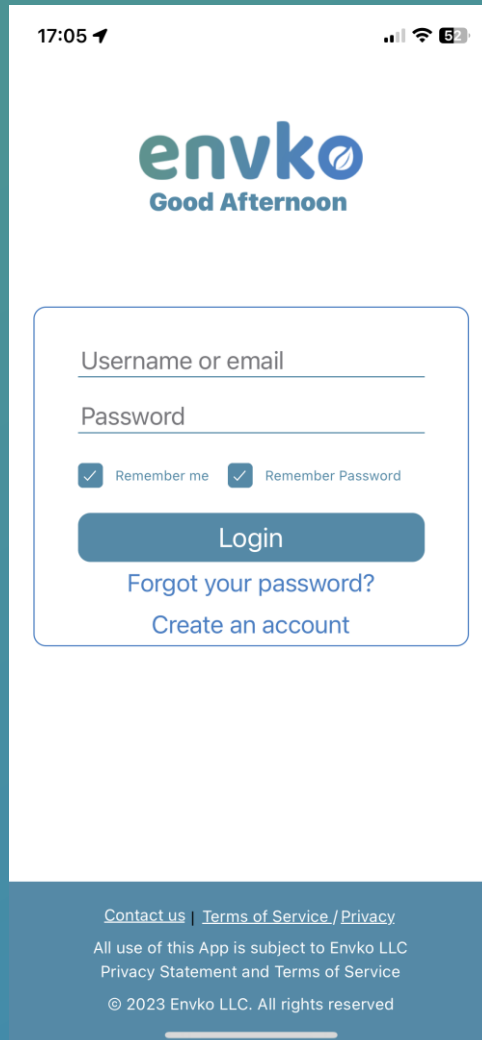 17:05
52
envko
Good Afternoon
Username or email
Password
Remember me Remember Password
Login
Forgot your password?
Create an account
Contact us | Terms of Service / Privacy
All use of this App is subject to Envko LLC
Privacy Statement and Terms of Service
© 2023 Envko LLC. All rights reserved